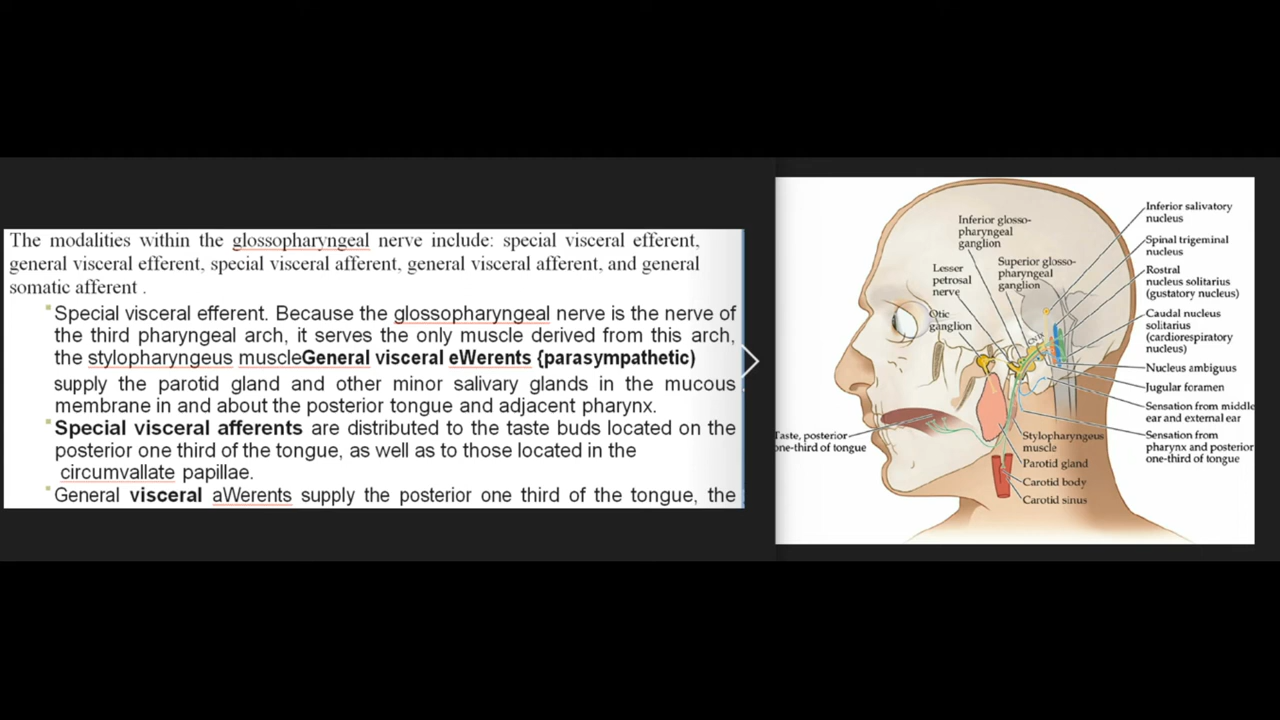 The modalities within the glossopharyngeal nerve include: special visceral efferent,
general visceral efferent, special visceral afferent, general visceral afferent, and general
somatic afferent .
Special visceral efferent. Because the glossopharyngeal nerve is the nerve of
the third pharyngeal arch, it serves the only muscle derived from this arch,
the stylopharyngeus muscleGeneral visceral eWerents {parasympathetic)
supply the parotid gland and other minor salivary glands in the mucous
membrane in and about the posterior tongue and adjacent pharynx.
Special visceral afferents are distributed to the taste buds located on the
posterior one third of the tongue, as well as to those located in the
circumvallate papillae.
General visceral aWerents supply the posterior one third of the tongue, the
Inferior glosso-
pharyngeal
ganglion
Lesser
petrosal
nerve
Superior glosso-
pharyngeal
ganglion
Otic
ganglion
CN IX
Taste, posterior
one-third of tongue
Inferior salivatory
nucleus
Spinal trigeminal
nucleus
Rostral
nucleus solitarius
(gustatory nucleus)
Caudal nucleus
solitarius
(cardiorespiratory
nucleus)
Nucleus ambiguus
Jugular foramen
Sensation from middle
ear and external ear
Sensation from
pharynx and posterior
one-third of tongue
Stylopharyngeus
muscle
Parotid gland
Carotid body
Carotid sinus